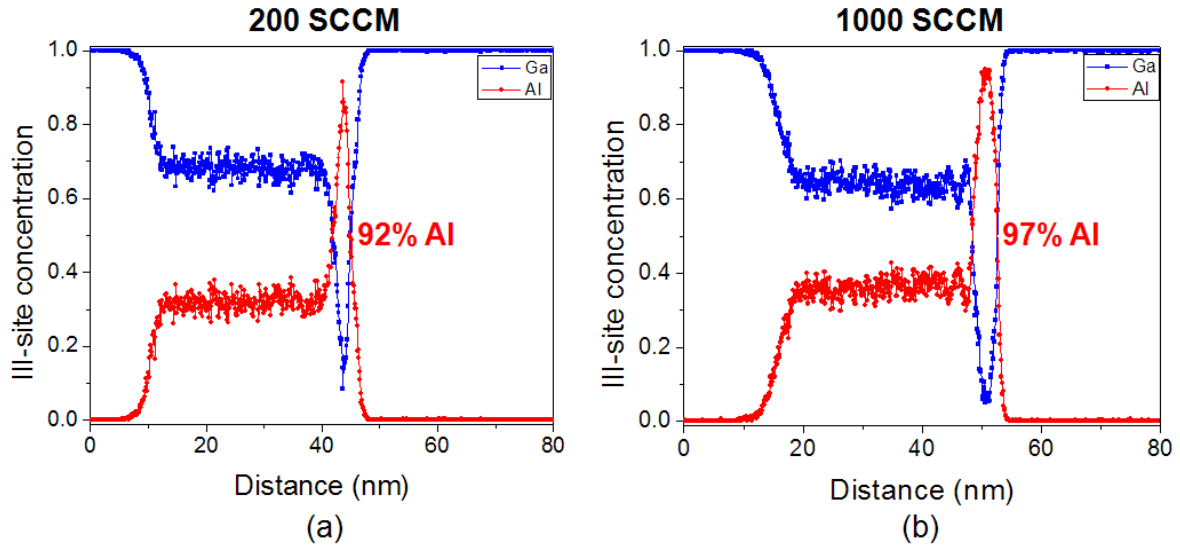 200 SCCM
1.0
0.8
0.6
0.4
0.2
0.0
III-site concentration
Ga
Al
92% Al
0 20 40 60 80
Distance (nm)
(a)
1000 SCCM
1.0
0.8
0.6
0.4
0.2
0.0
III-site concentration
Ga
Al
97% Al
0 20 40 60 80
Distance (nm)
(b)